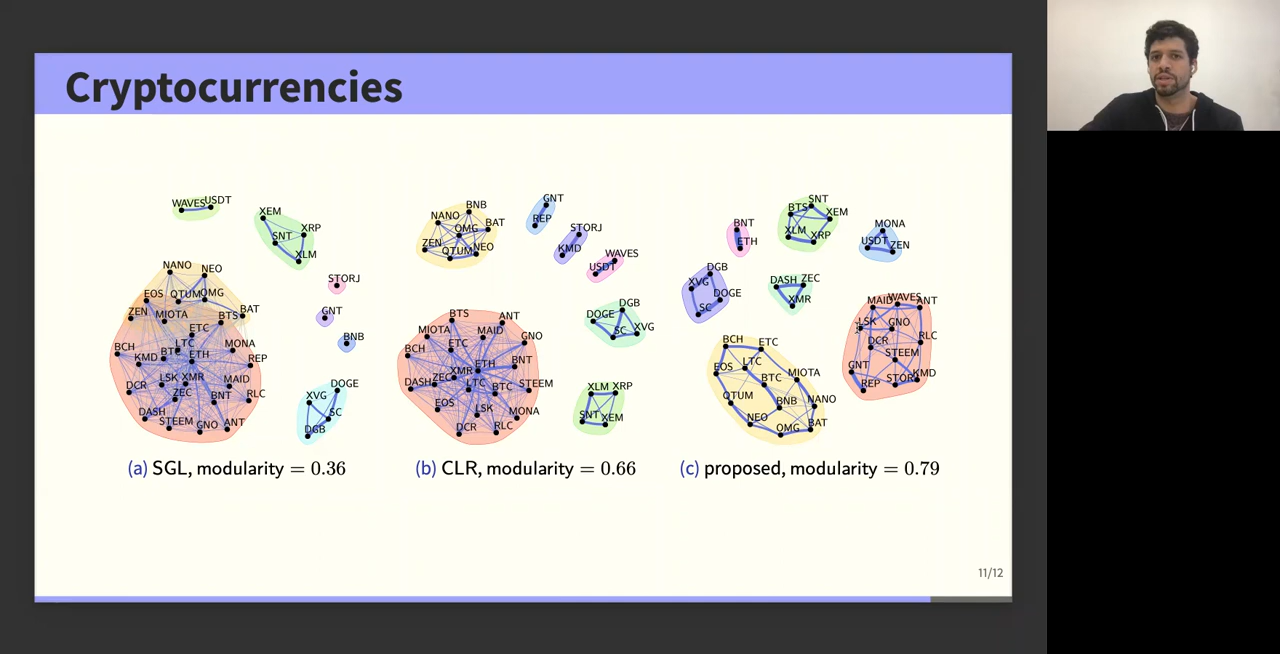 Cryptocurrencies
WAVES USDT
XEM
XRP
SNT
XLM
NANO NEO
EOS QTUM OMG
ZEN MIOTA BTS BAT
ETC
LTC
BCH KMD ETH MONA REP
DCR LSK XMR MAID
ZEC BNT RLC
DASH STEEM GNO ANT
STORJ
GNT
BNB
DOGE
XVG
SC
DGB
(a) SGL, modularity = 0.36
BNB
NANO BAT
OMG
ZEN QTUM NEO
GNT
REP
STORJ
KMD
WAVES
USDT
DGB
DOGE
SC XVG
BTS ANT
MIOTA MAID GNO
BCH ETC
ETH BNT
XMR
DASH ZEC LTC BTC STEEM
EOS LSK MONA
DCR RLC
XLM XRP
SNT XEM
(b) CLR, modularity = 0.66
SNT
BTS XEM
XLM XRP
BNT
ETH
MONA
USDT ZEN
DGB
XVG
DOGE
SC
DASH ZEC
XMR
MAID WAVES ANT
LSK GNO
DCR RLC
STEEM
GNT KMD
REP STORJ
BCH ETC
EOS LTC
BTC MIOTA
QTUM BNB NANO
NEO OMG BAT
(c) proposed, modularity = 0.79
11/12